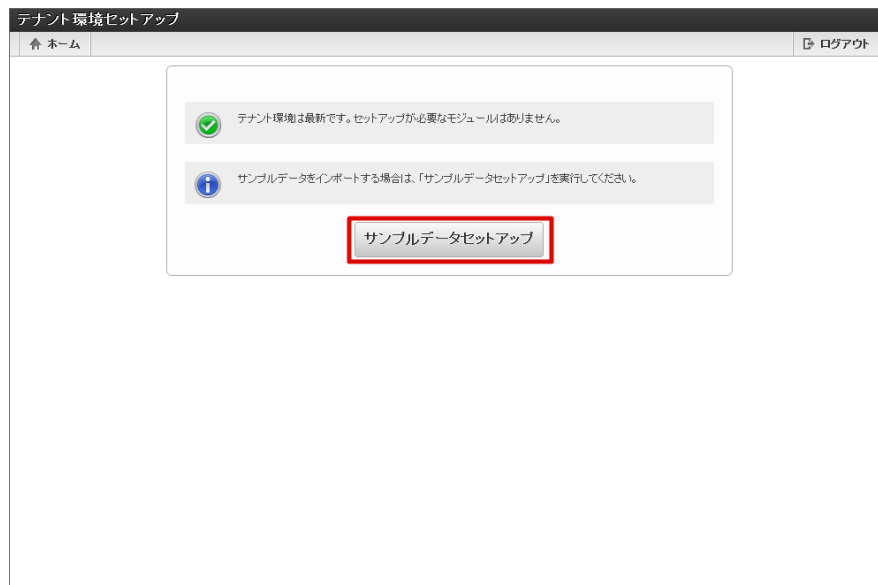 テナント環境セットアップ
ホーム
ログアウト
テナント環境は最新です。セットアップが必要なモジュールはありません。
サンプルデータをインポートする場合は、「サンプルデータセットアップ」を実行してください。
サンプルデータセットアップ